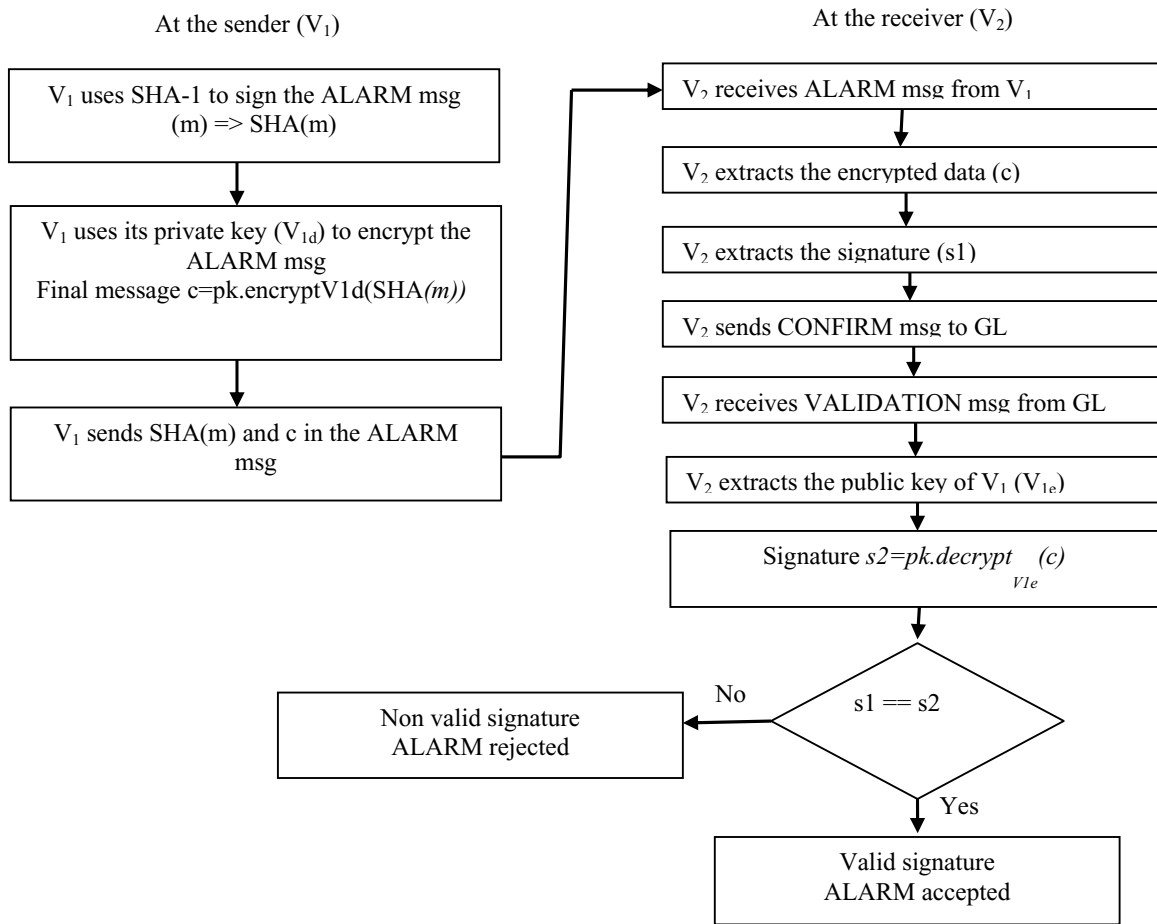 At the sender (V₁)
V₁ uses SHA-1 to sign the ALARM msg
(m) => SHA(m)
V₁ uses its private key (V₁d) to encrypt the
ALARM msg
Final message c=pk.encryptV1d(SHA(m))
V₁ sends SHA(m) and c in the ALARM
msg
At the receiver (V₂)
V₂ receives ALARM msg from V₁
V₂ extracts the encrypted data (c)
V₂ extracts the signature (s1)
V₂ sends CONFIRM msg to GL
V₂ receives VALIDATION msg from GL
V₂ extracts the public key of V₁ (V₁e)
Signature s2=pk.decrypt V1e (c)
s1 == s2
No
Non valid signature
ALARM rejected
Yes
Valid signature
ALARM accepted